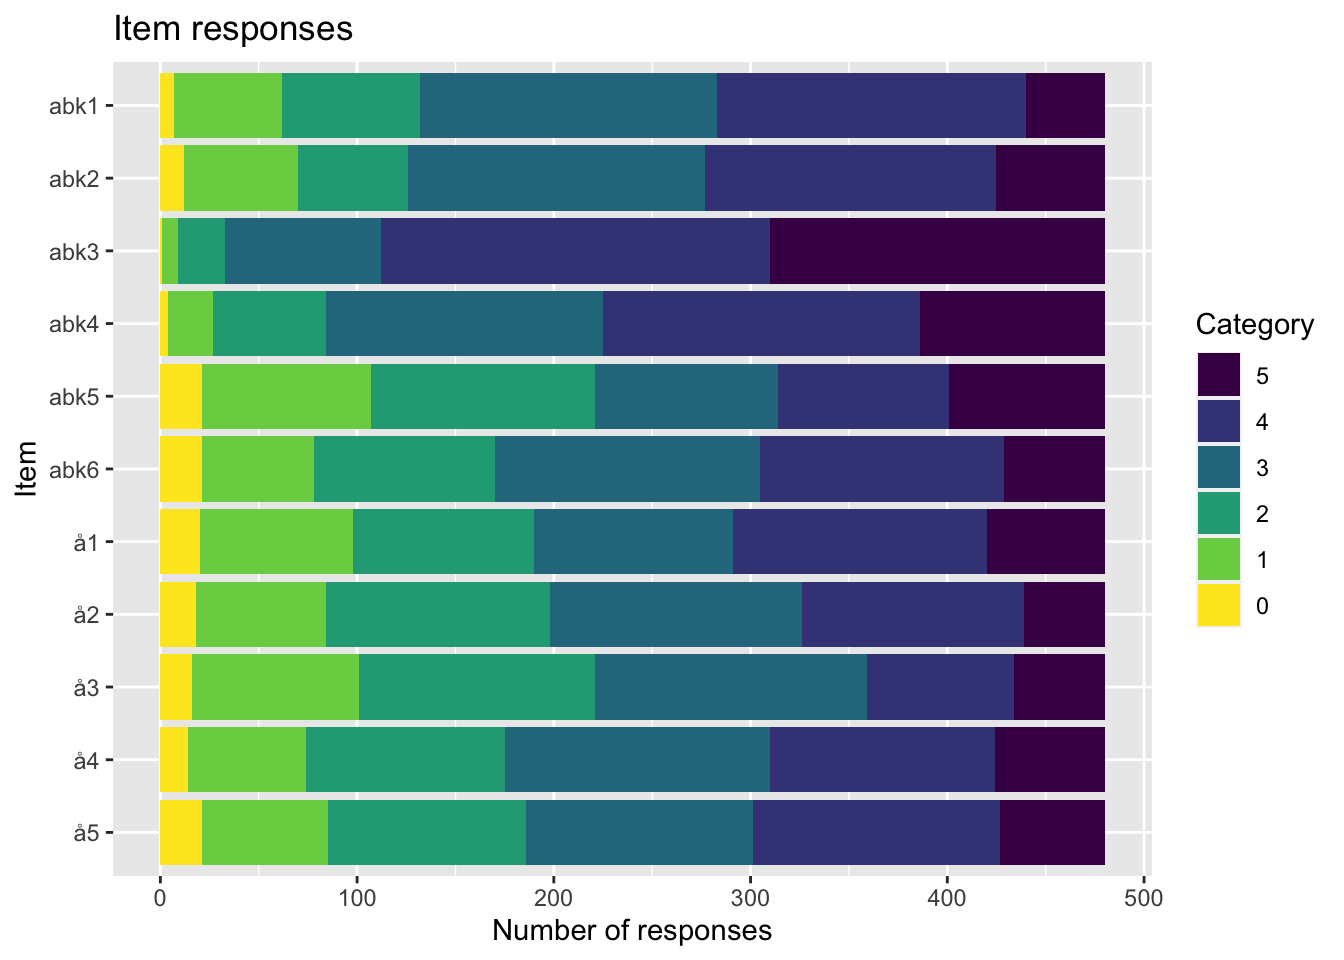 Item responses
abk1
abk2
abk3
abk4
abk5
abk6
å1
å2
å3
å4
å5
Item
0 100 200 300 400 500
Number of responses
Category
5
4
3
2
1
0